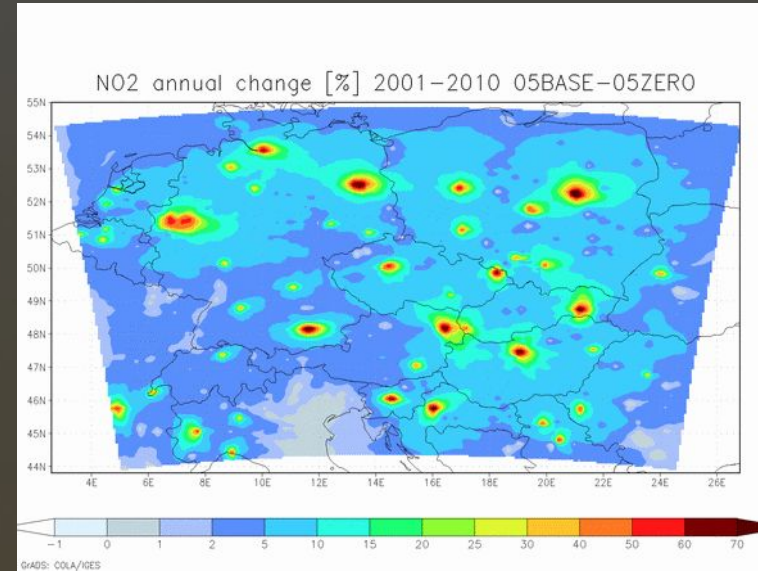 NO2 annual change [%] 2001−2010 05BASE−05ZERO
55N
54N
53N
52N
51N
50N
49N
48N
47N
46N
45N
44N
4E 6E 8E 10E 12E 14E 16E 18E 20E 22E 24E 26E
−1 0 1 2 5 10 15 20 25 30 40 50 60 70
GrADS: COLA/IGES